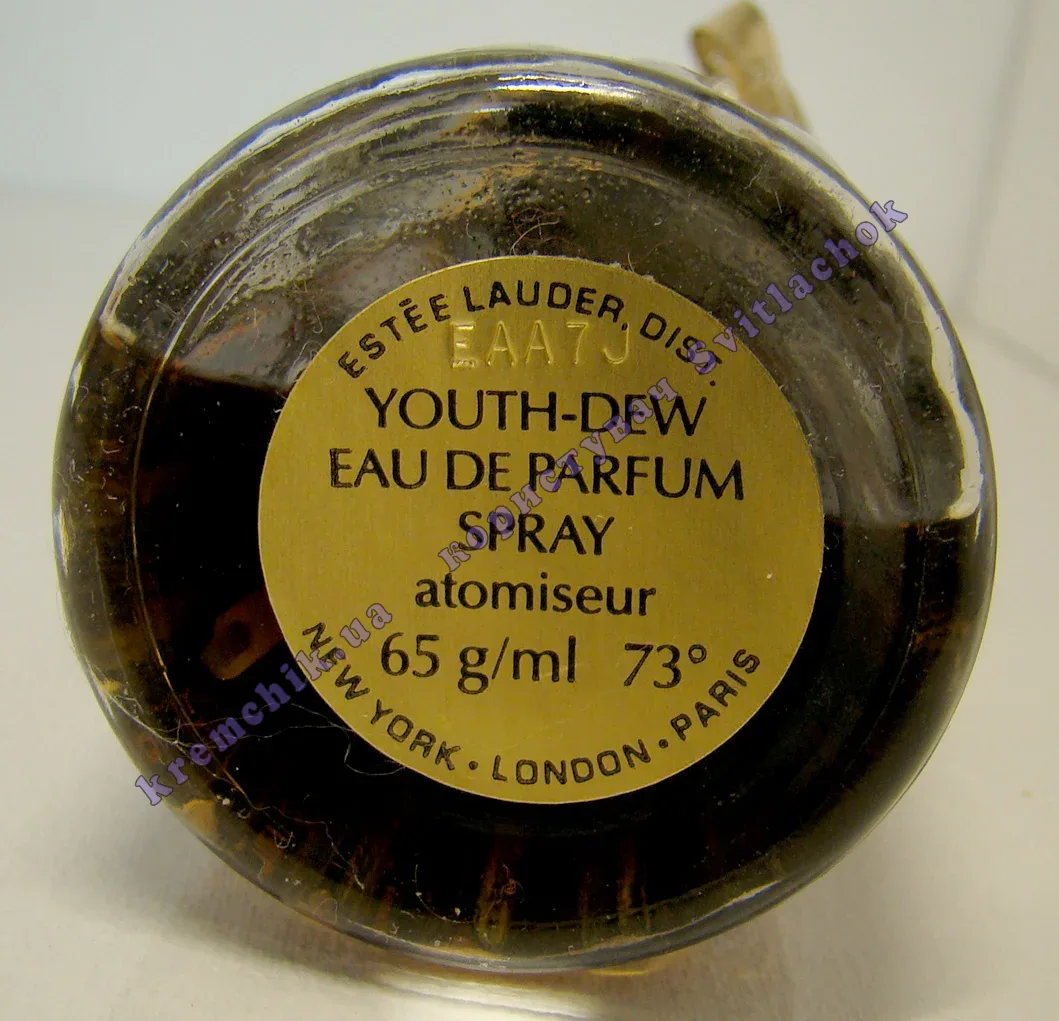 ESTĒE LAUDER, DIST.
EAA7J
YOUTH-DEW
EAU DE PARFUM
SPRAY
atomiseur
65 g/ml 73°
NEW YORK • LONDON • PARIS
kremchik.ua користувач Svitlachok